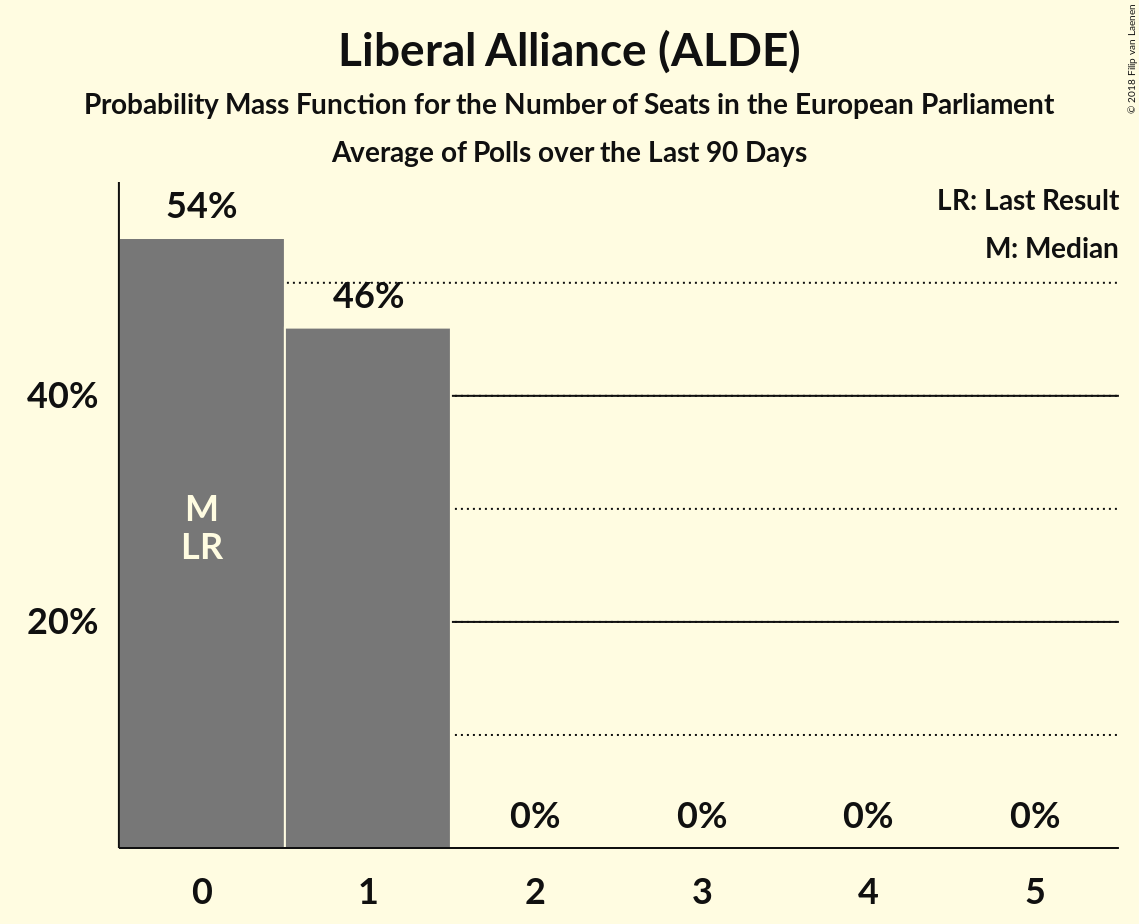 Liberal Alliance (ALDE)
Probability Mass Function for the Number of Seats in the European Parliament
Average of Polls over the Last 90 Days
© 2018 Filip van Laenen
LR: Last Result
M: Median
54%
46%
40%
M
LR
20%
0% 0% 0% 0%
0 1 2 3 4 5